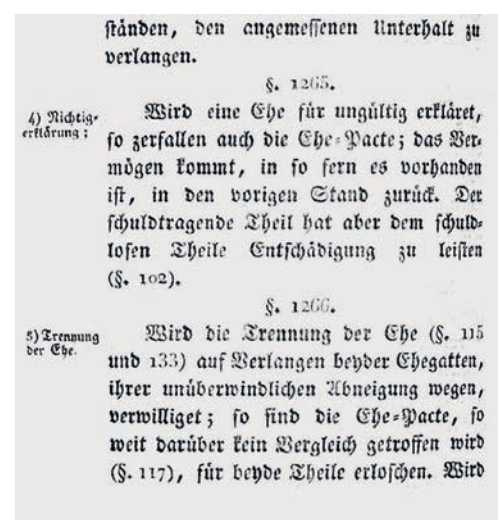 ſtänden, den angemeſſenen Unterhalt zu
verlangen.
§. 1265.
4) Nichtig-
erklärung;
Wird eine Ehe für ungültig erkläret,
ſo zerfallen auch die Ehe-Pacte; das Ver-
mögen kommt, in ſo fern es vorhanden
iſt, in den vorigen Stand zurück. Der
ſchuldtragende Theil hat aber dem ſchuld-
loſen Theile Entſchädigung zu leiſten
(§. 102).
§. 1266.
5) Trennung
der Ehe.
Wird die Trennung der Ehe (§. 115
und 133) auf Verlangen beyder Ehegatten,
ihrer unüberwindlichen Abneigung wegen,
verwilliget; ſo ſind die Ehe-Pacte, ſo
weit darüber kein Vergleich getroffen wird
(§. 117), für beyde Theile erloſchen. Wird